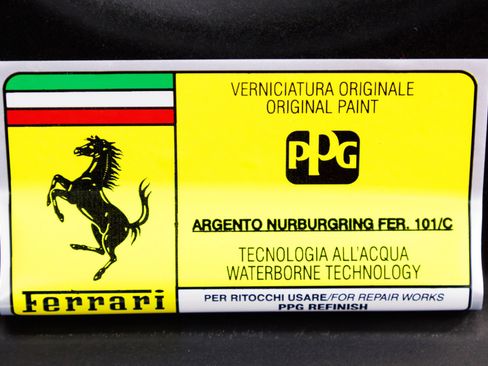 VERNICIATURA ORIGINALE
ORIGINAL PAINT
PPG
ARGENTO NURBURGRING FER. 101/C
TECNOLOGIA ALL'ACQUA
WATERBORNE TECHNOLOGY
Ferrari
PER RITOCCHI USARE/FOR REPAIR WORKS
PPG REFINISH